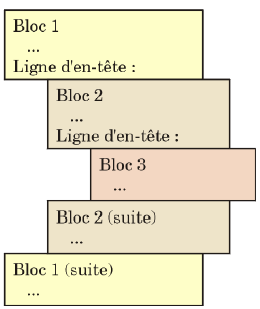 Bloc 1
...
Ligne d'en-tête :
Bloc 2
...
Ligne d'en-tête :
Bloc 3
...
Bloc 2 (suite)
...
Bloc 1 (suite)
...